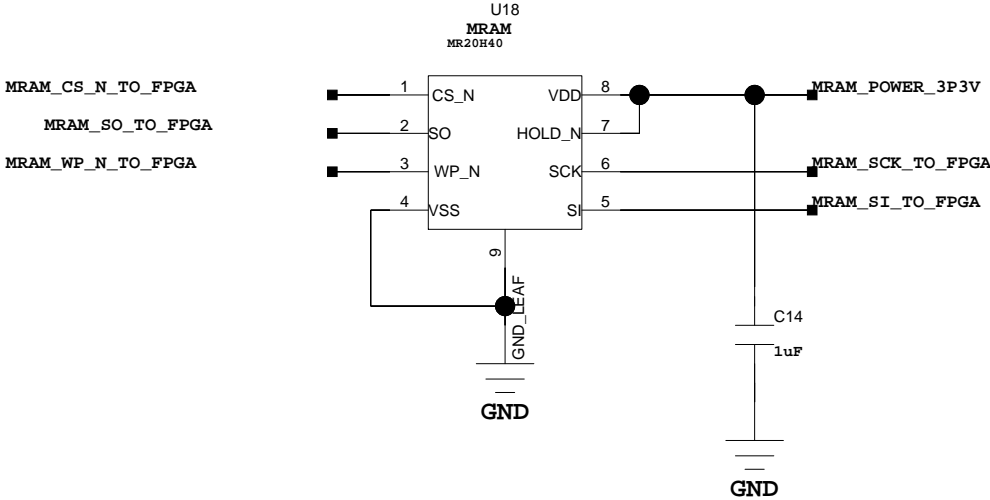 U18
MRAM
MR20H40
MRAM_CS_N_TO_FPGA
1
CS_N
VDD
8
MRAM_POWER_3P3V
MRAM_SO_TO_FPGA
2
SO
HOLD_N
7
MRAM_WP_N_TO_FPGA
3
WP_N
SCK
6
MRAM_SCK_TO_FPGA
4
VSS
SI
5
MRAM_SI_TO_FPGA
9
GND_LEAF
C14
1uF
GND
GND